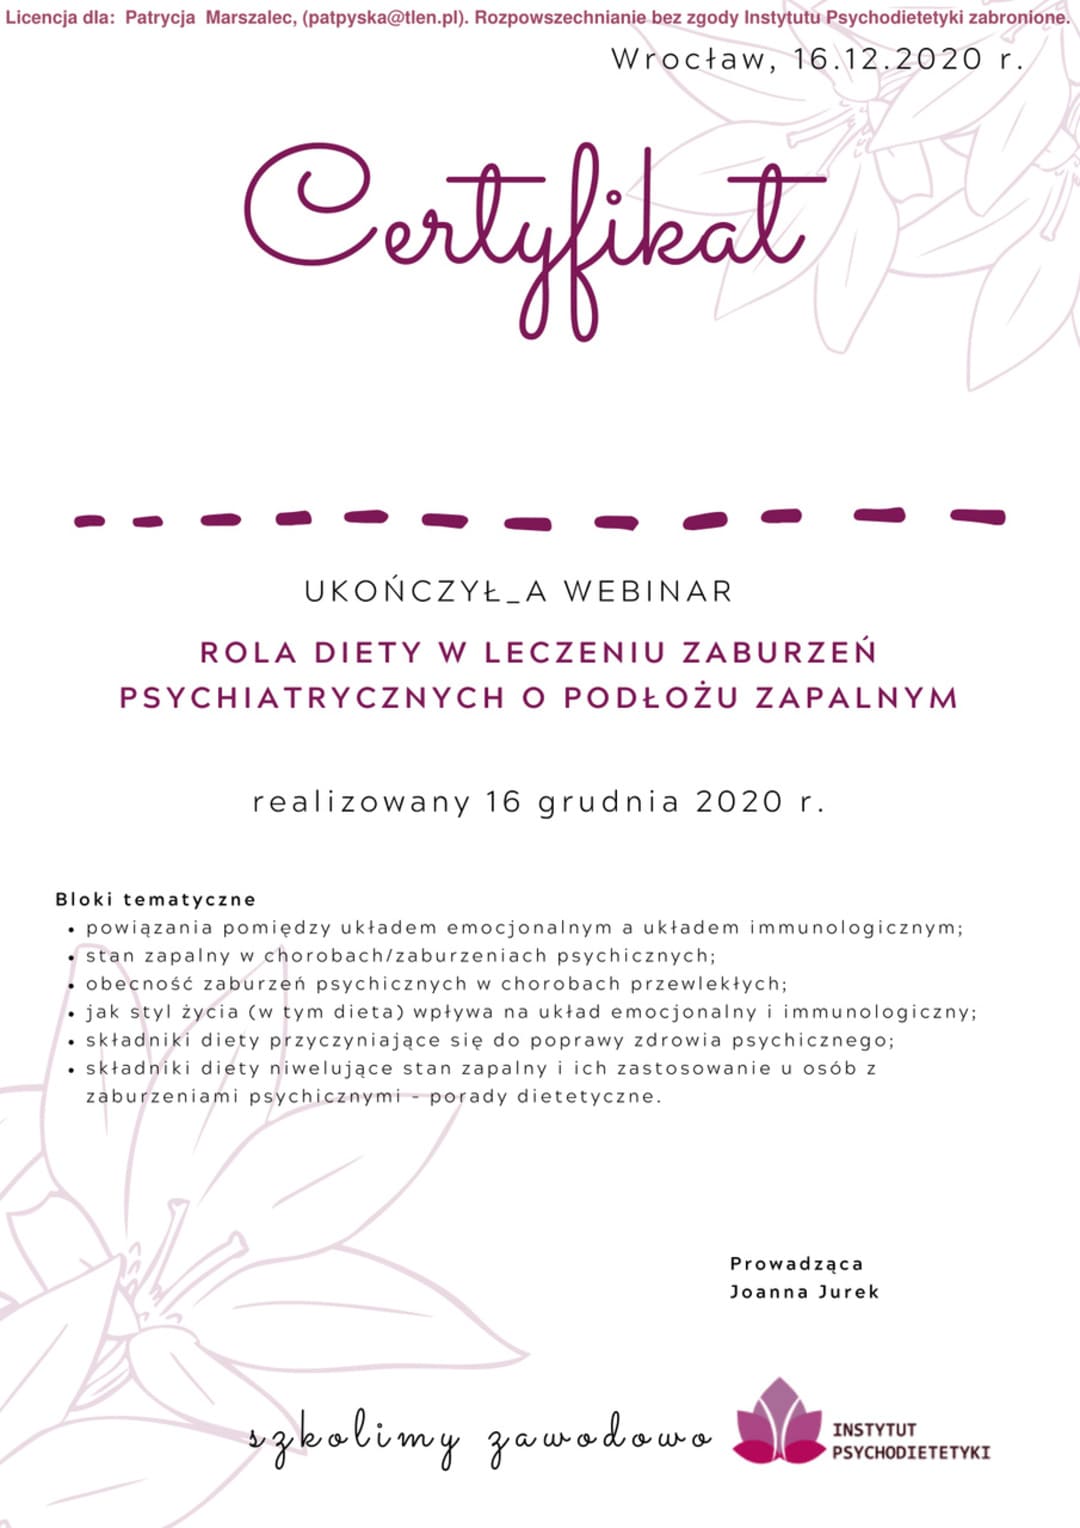 Licencja dla: Patrycja Marszalec, (patpyska@tlen.pl). Rozpowszechnianie bez zgody Instytutu Psychodietetyki zabronione.
Wrocław, 16.12.2020 r.
Certyfikat
UKOŃCZYŁ_A WEBINAR
ROLA DIETY W LECZENIU ZABURZEŃ
PSYCHIATRYCZNYCH O PODŁOŻU ZAPALNYM
realizowany 16 grudnia 2020 r.
Bloki tematyczne
• powiązania pomiędzy układem emocjonalnym a układem immunologicznym;
• stan zapalny w chorobach/zaburzeniach psychicznych;
• obecność zaburzeń psychicznych w chorobach przewlekłych;
• jak styl życia (w tym dieta) wpływa na układ emocjonalny i immunologiczny;
• składniki diety przyczyniające się do poprawy zdrowia psychicznego;
• składniki diety niwelujące stan zapalny i ich zastosowanie u osób z
zaburzeniami psychicznymi - porady dietetyczne.
Prowadząca
Joanna Jurek
szkolimy zawodowo
INSTYTUT
PSYCHODIETETYKI